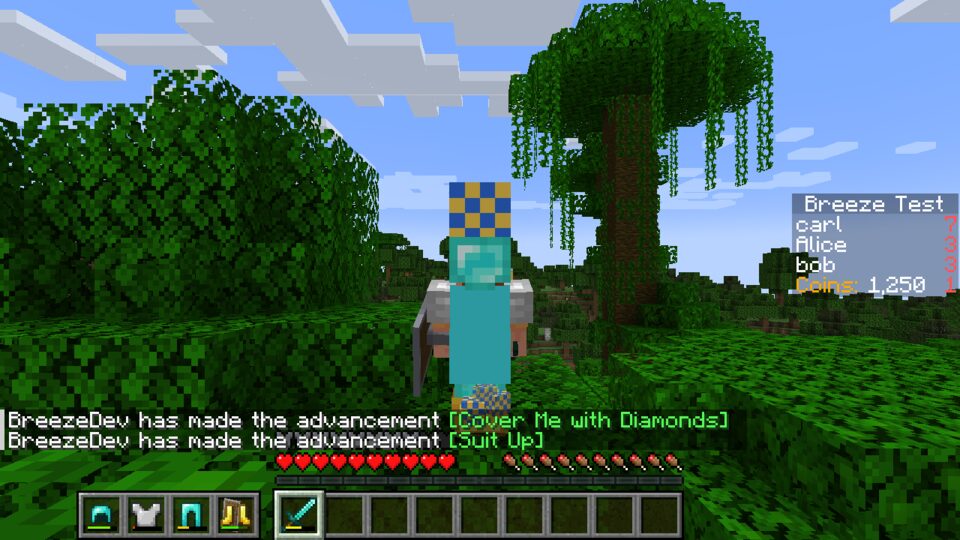 Breeze Test
carl 7
Alice 3
bob 3
Coins: 1,250 1
BreezeDev has made the advancement [Cover Me with Diamonds]
BreezeDev has made the advancement [Suit Up]